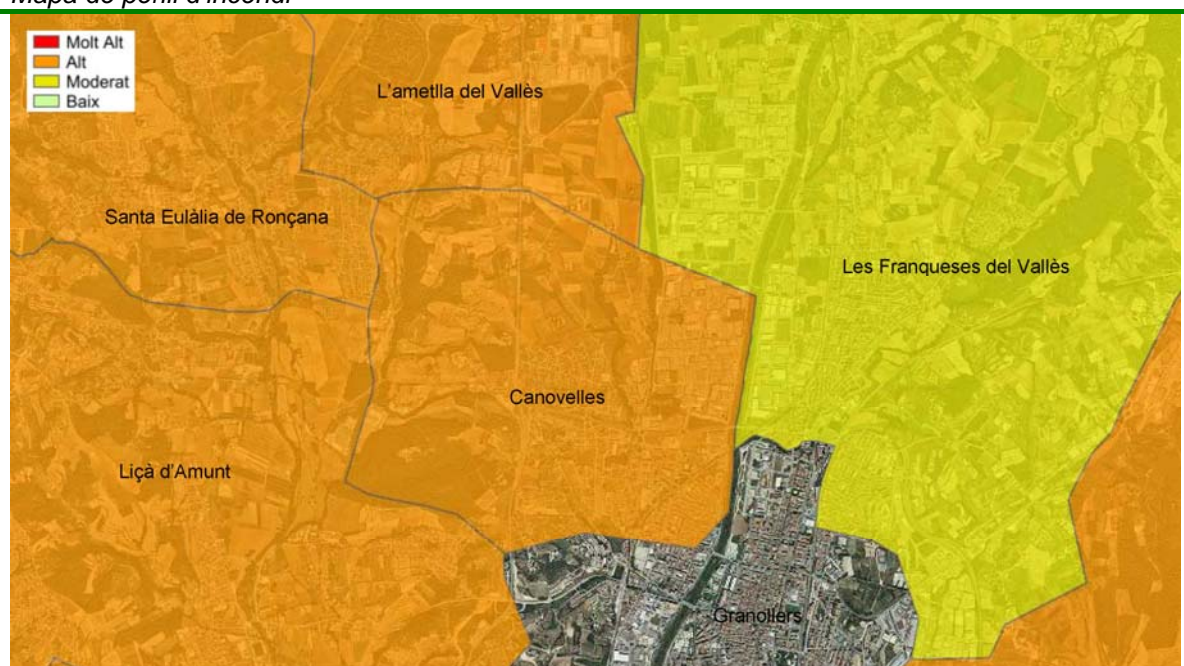 Mapa de perill d'incendi
Molt Alt
Alt
Moderat
Baix
L'ametlla del Vallès
Santa Eulàlia de Ronçana
Les Franqueses del Vallès
Canovelles
Liçà d'Amunt
Granollers